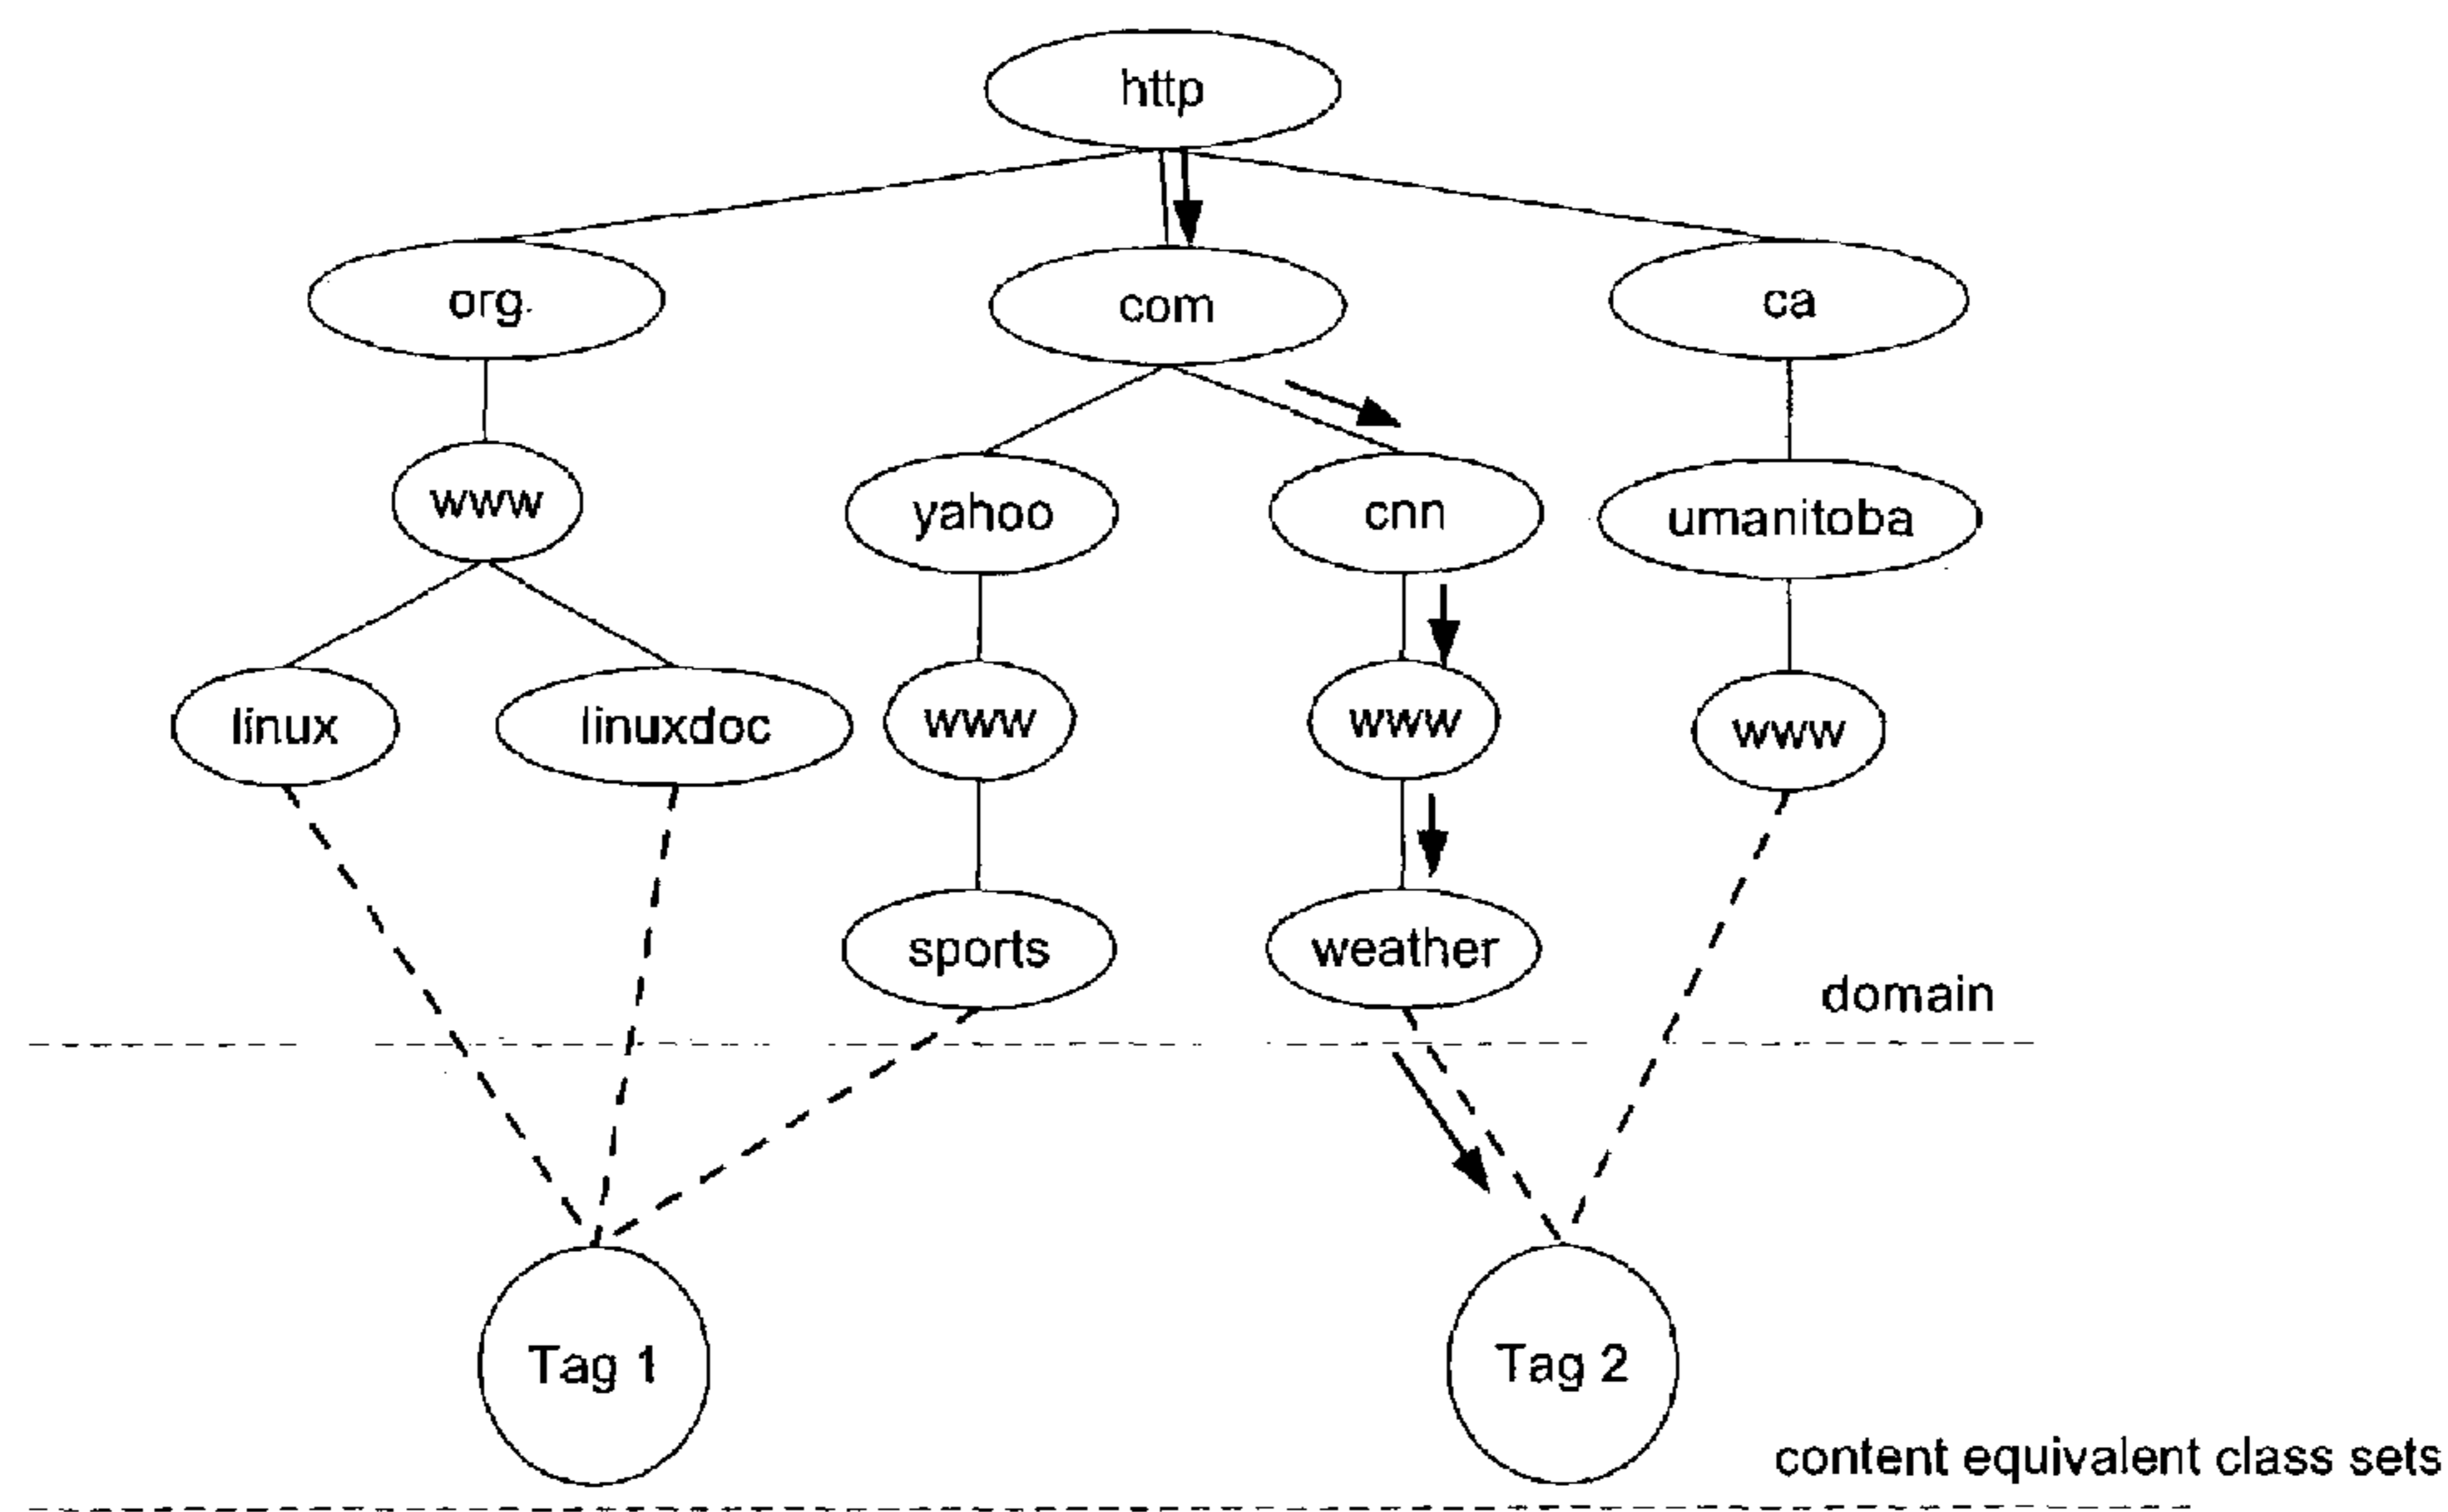 http
org.
com
ca
www
yahoo
cnn
umanitoba
linux
linuxdoc
www
www
www
sports
weather
domain
Tag 1
Tag 2
content equivalent class sets